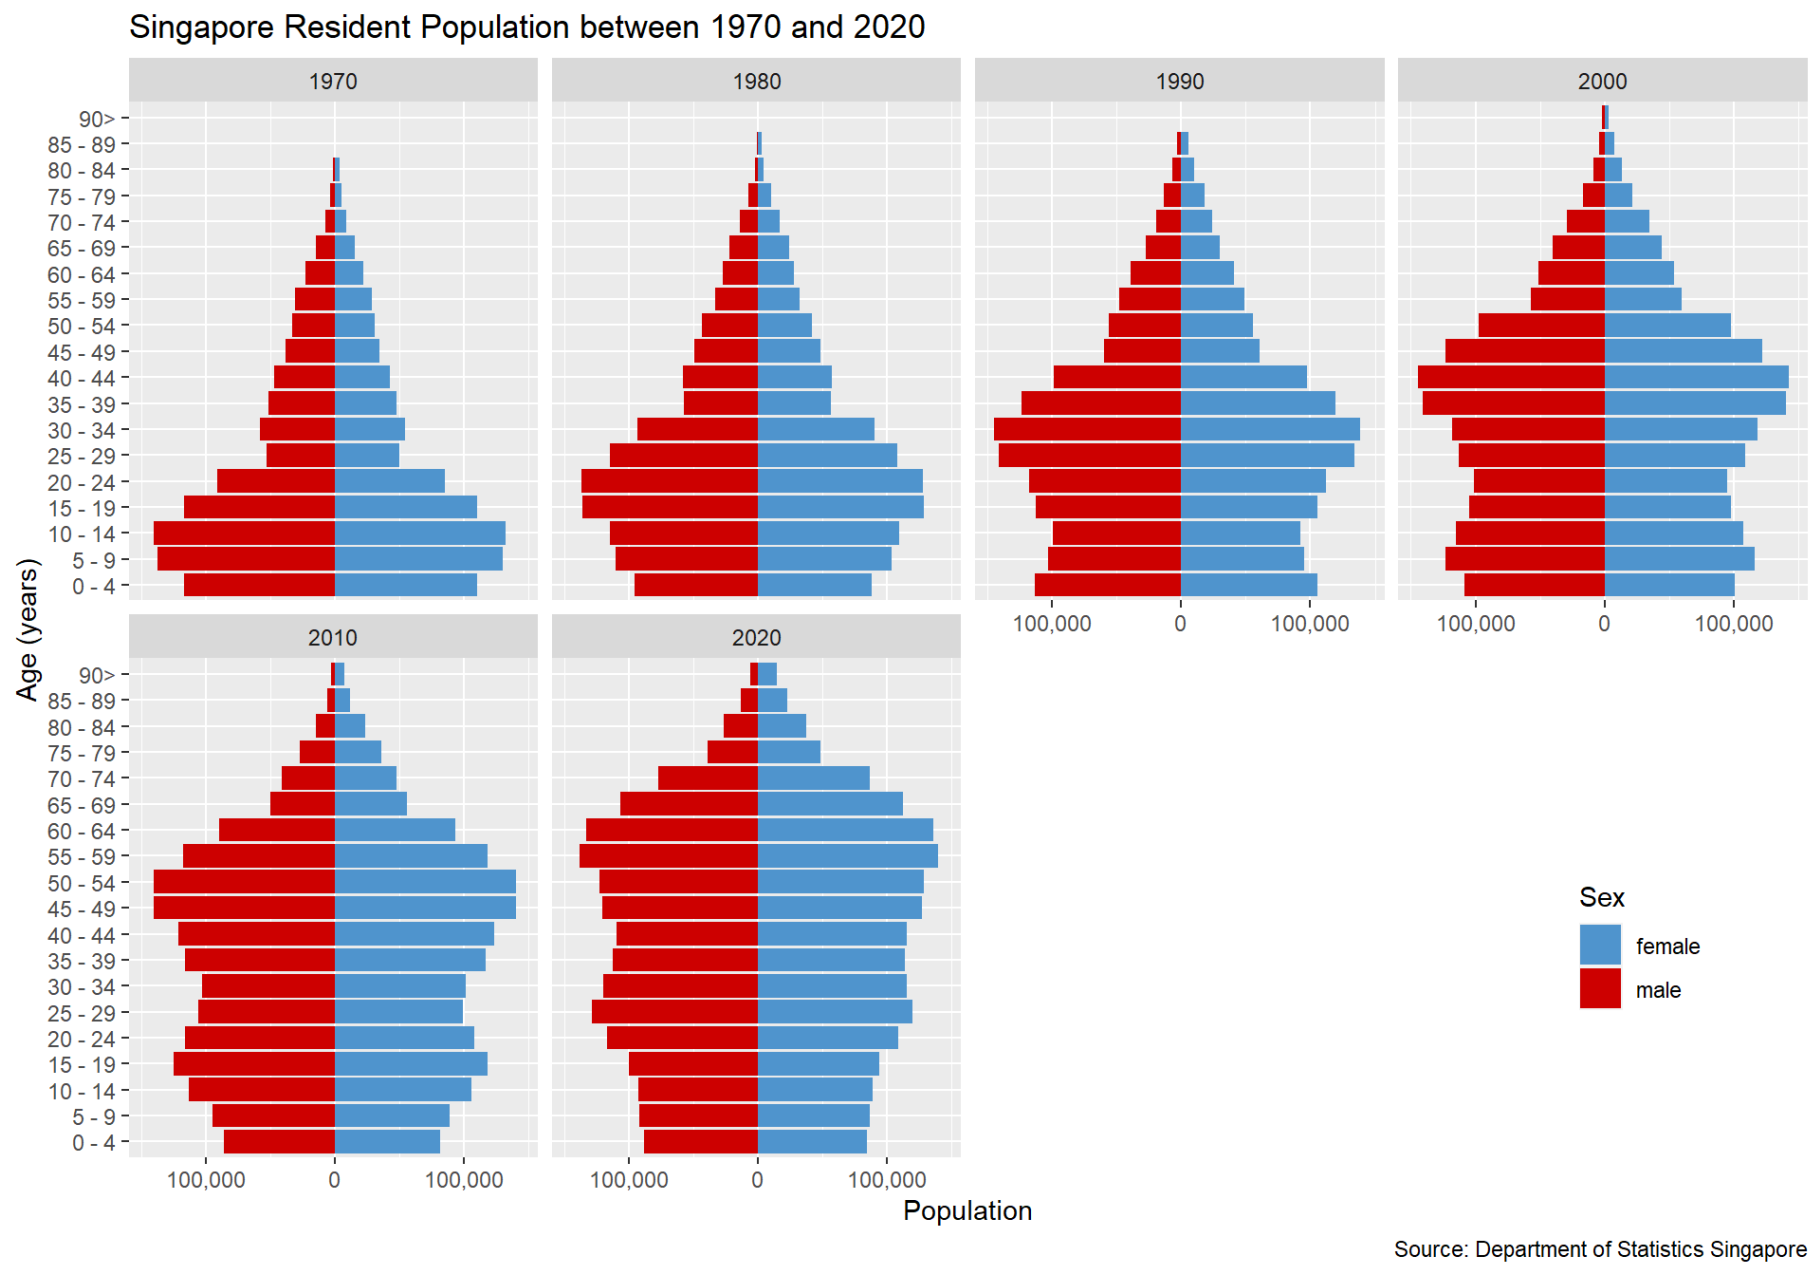 Singapore Resident Population between 1970 and 2020
1970
1980
1990
2000
90>
85 - 89
80 - 84
75 - 79
70 - 74
65 - 69
60 - 64
55 - 59
50 - 54
45 - 49
40 - 44
35 - 39
30 - 34
25 - 29
20 - 24
15 - 19
10 - 14
5 - 9
0 - 4
100,000 0 100,000
100,000 0 100,000
2010
2020
90>
85 - 89
80 - 84
75 - 79
70 - 74
65 - 69
60 - 64
55 - 59
50 - 54
45 - 49
40 - 44
35 - 39
30 - 34
25 - 29
20 - 24
15 - 19
10 - 14
5 - 9
0 - 4
100,000 0 100,000
100,000 0 100,000
Age (years)
Population
Sex
female
male
Source: Department of Statistics Singapore